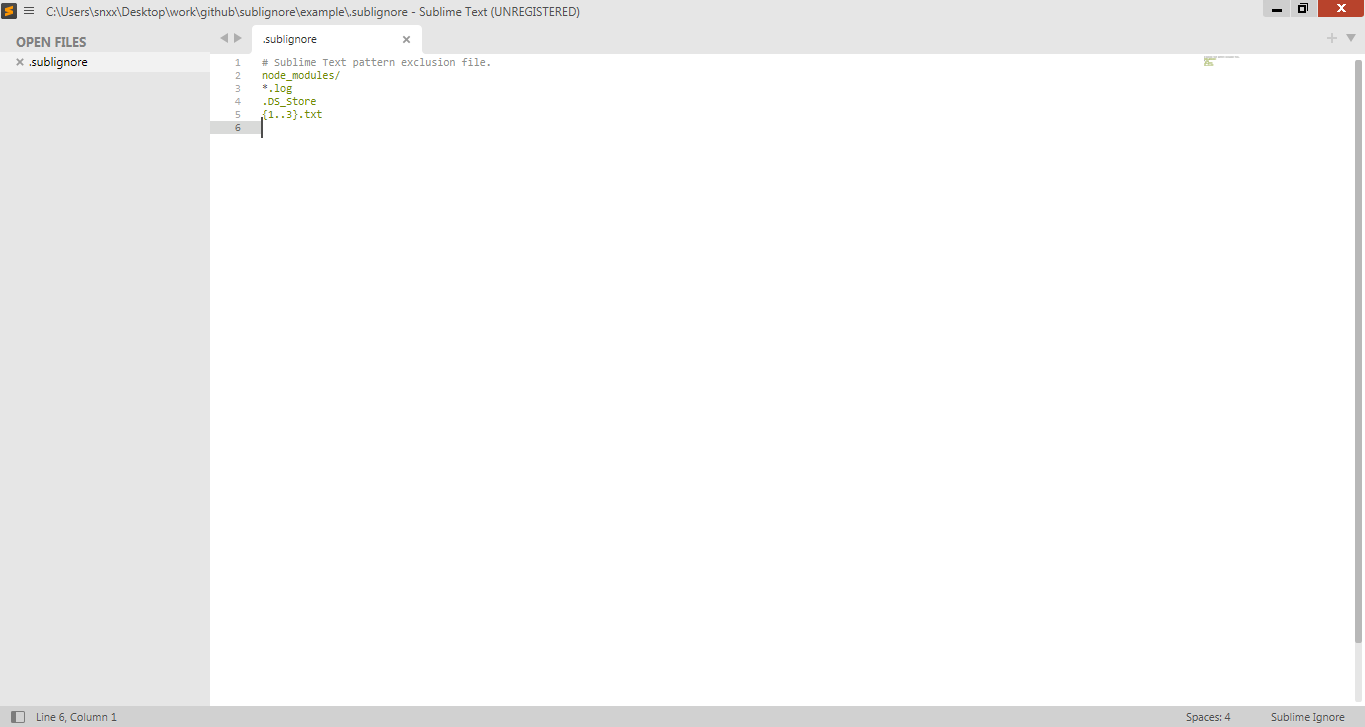 C:\Users\snxx\Desktop\work\github\sublignore\example\.sublignore - Sublime Text (UNREGISTERED)
OPEN FILES
.sublignore
.sublignore
1 # Sublime Text pattern exclusion file.
2 node_modules/
3 *.log
4 .DS_Store
5 {1..3}.txt
6
Line 6, Column 1
Spaces: 4
Sublime Ignore